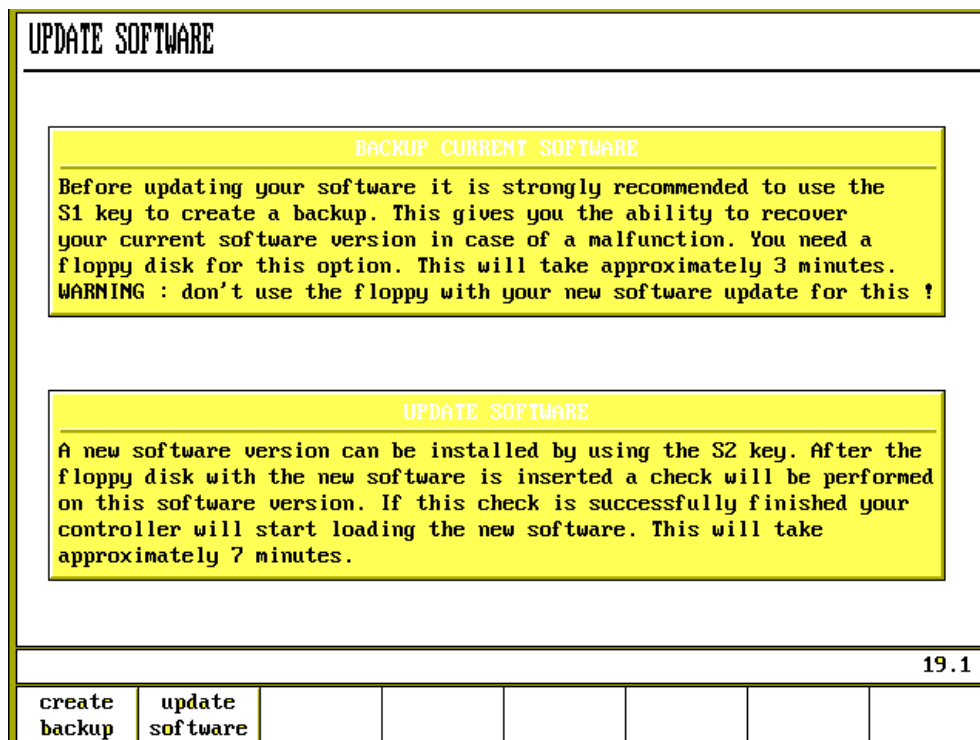 UPDATE SOFTWARE
BACKUP CURRENT SOFTWARE
Before updating your software it is strongly recommended to use the
S1 key to create a backup. This gives you the ability to recover
your current software version in case of a malfunction. You need a
floppy disk for this option. This will take approximately 3 minutes.
WARNING : don't use the floppy with your new software update for this !
UPDATE SOFTWARE
A new software version can be installed by using the S2 key. After the
floppy disk with the new software is inserted a check will be performed
on this software version. If this check is successfully finished your
controller will start loading the new software. This will take
approximately 7 minutes.
19.1
create update
backup software